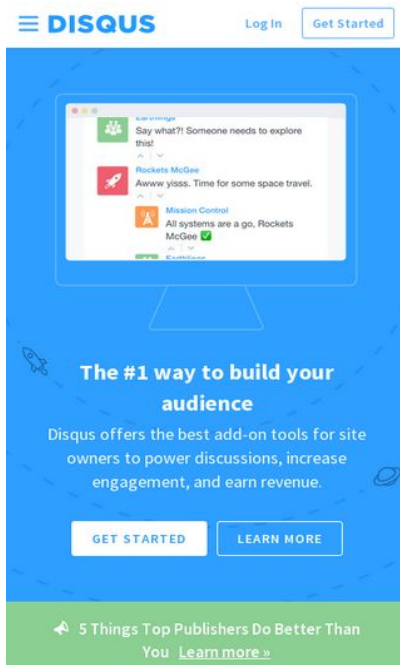 DISQUS
Log In
Get Started
Earthlings
Say what?! Someone needs to explore
this!
Rockets McGee
Awww yisss. Time for some space travel.
Mission Control
All systems are a go, Rockets
McGee ✅
Earthlings
The #1 way to build your
audience
Disqus offers the best add-on tools for site
owners to power discussions, increase
engagement, and earn revenue.
GET STARTED
LEARN MORE
5 Things Top Publishers Do Better Than
You Learn more »